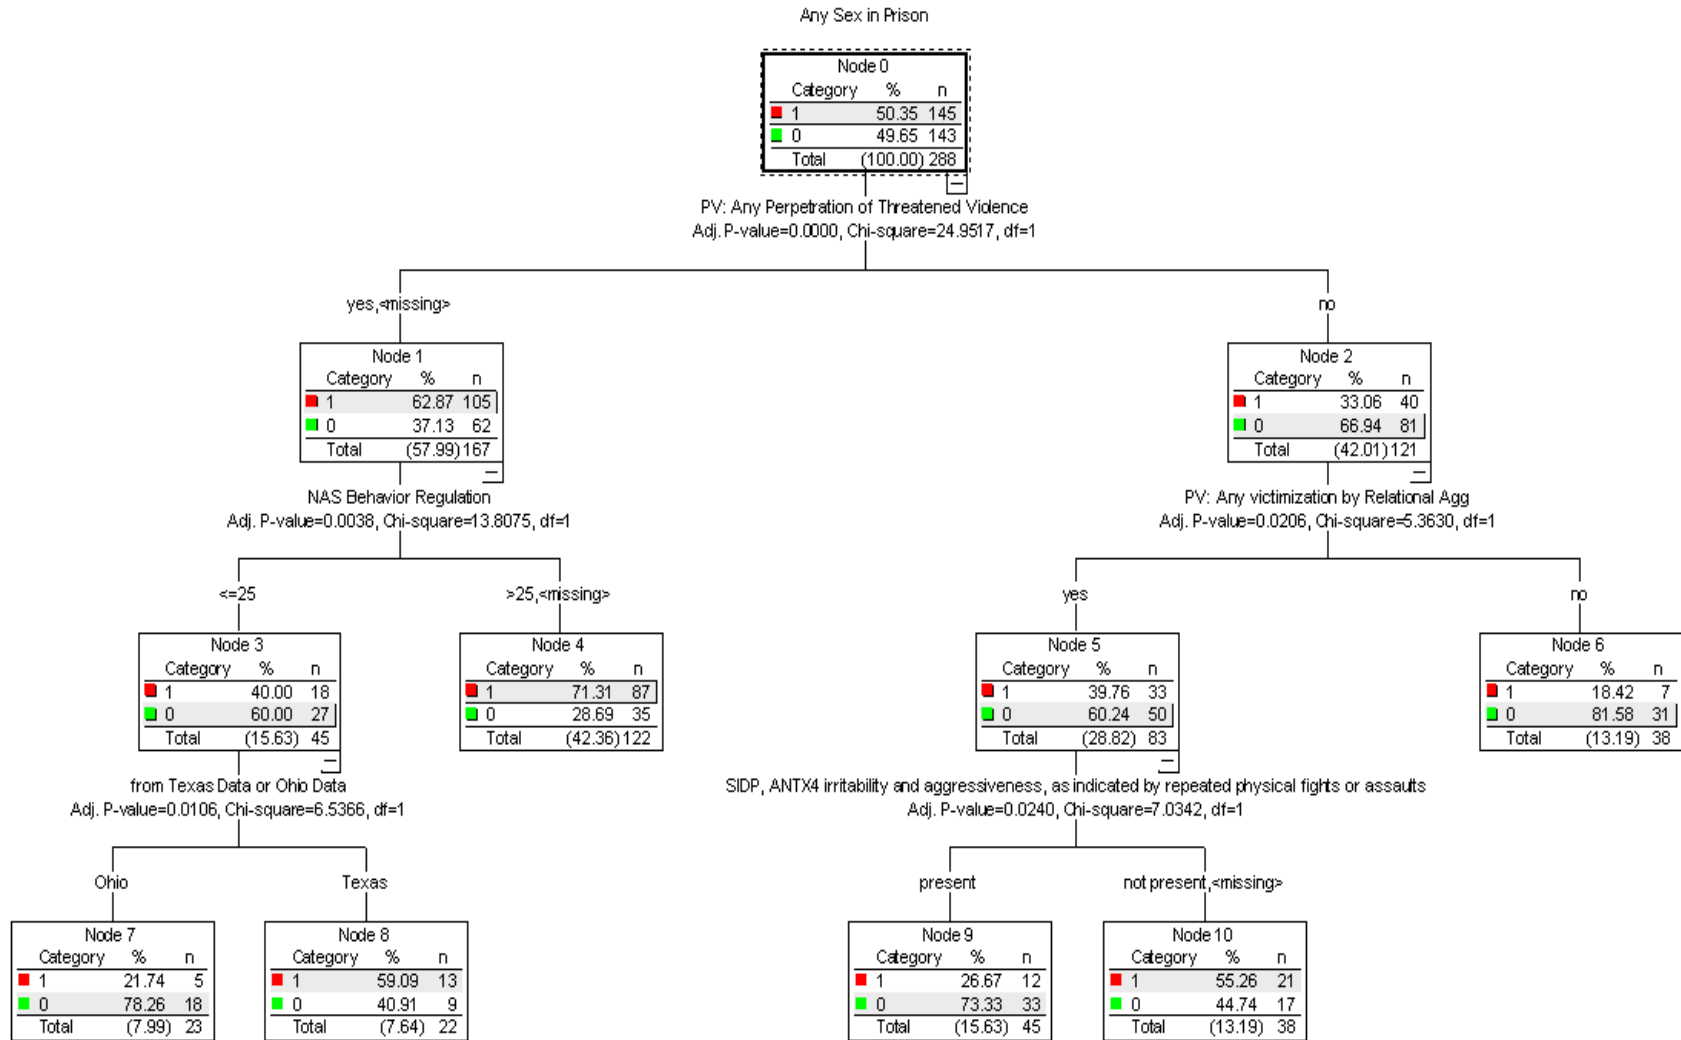 Any Sex in Prison
Node 0
Category % n
1 50.35 145
0 49.65 143
Total (100.00) 288
PV: Any Perpetration of Threatened Violence
Adj. P-value=0.0000, Chi-square=24.9517, df=1
yes,<missing>
no
Node 1
Category % n
1 62.87 105
0 37.13 62
Total (57.99) 167
Node 2
Category % n
1 33.06 40
0 66.94 81
Total (42.01) 121
NAS Behavior Regulation
Adj. P-value=0.0038, Chi-square=13.8075, df=1
PV: Any victimization by Relational Agg
Adj. P-value=0.0206, Chi-square=5.3630, df=1
<=25
>25,<missing>
yes
no
Node 3
Category % n
1 40.00 18
0 60.00 27
Total (15.63) 45
Node 4
Category % n
1 71.31 87
0 28.69 35
Total (42.36) 122
Node 5
Category % n
1 39.76 33
0 60.24 50
Total (28.82) 83
Node 6
Category % n
1 18.42 7
0 81.58 31
Total (13.19) 38
from Texas Data or Ohio Data
Adj. P-value=0.0106, Chi-square=6.5366, df=1
SIDP, ANTX4 irritability and aggressiveness, as indicated by repeated physical fights or assaults
Adj. P-value=0.0240, Chi-square=7.0342, df=1
Ohio
Texas
present
not present,<missing>
Node 7
Category % n
1 21.74 5
0 78.26 18
Total (7.99) 23
Node 8
Category % n
1 59.09 13
0 40.91 9
Total (7.64) 22
Node 9
Category % n
1 26.67 12
0 73.33 33
Total (15.63) 45
Node 10
Category % n
1 55.26 21
0 44.74 17
Total (13.19) 38